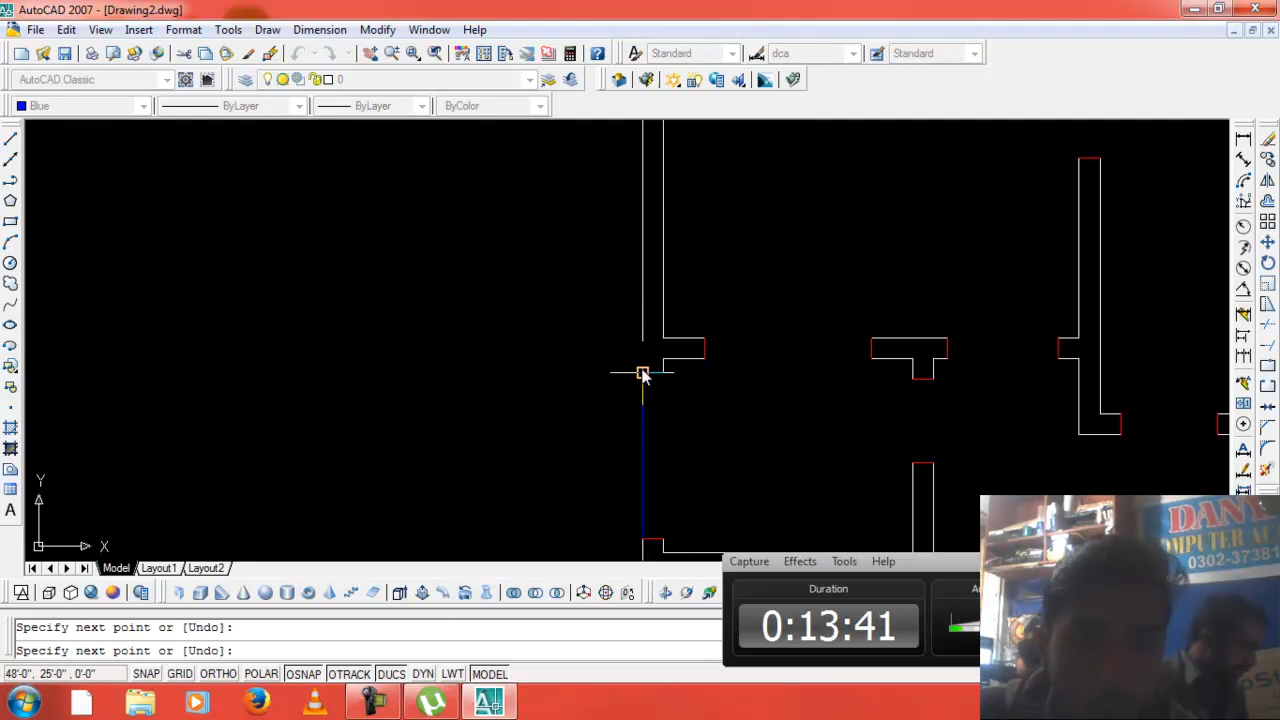 AutoCAD 2007 - [Drawing2.dwg]
File Edit View Insert Format Tools Draw Dimension Modify Window Help
Standard dca Standard
AutoCAD Classic 0
Blue ByLayer ByLayer ByColor
Y
X
Model Layout1 Layout2
Capture Effects Tools Help
Duration
0:13:41
DANY
COMPUTER AC
0302-37381
Specify next point or [Undo]:
Specify next point or [Undo]:
48'-0", 25'-0", 0'-0" SNAP GRID ORTHO POLAR OSNAP OTRACK DUCS DYN LWT MODEL